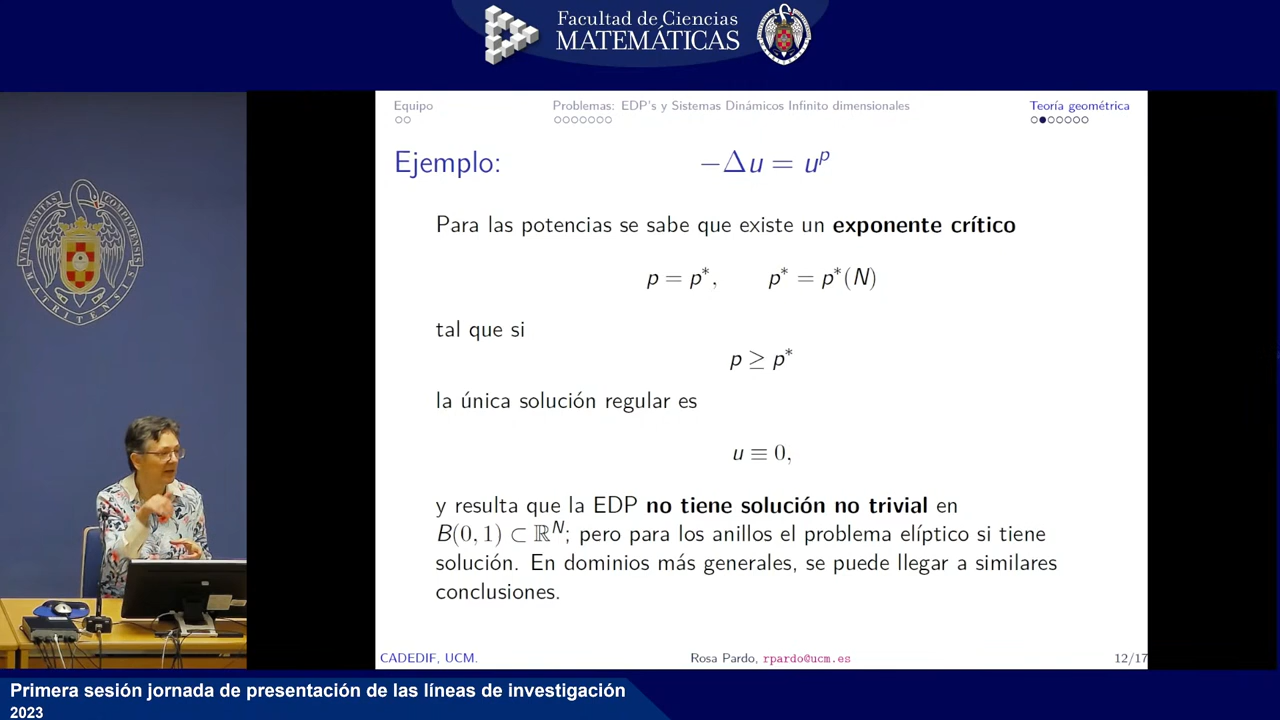 Facultad de Ciencias
MATEMÁTICAS
Equipo
Problemas: EDP's y Sistemas Dinámicos Infinito dimensionales
Teoría geométrica
Ejemplo: −Δu = u^p
Para las potencias se sabe que existe un exponente crítico
p = p*, p* = p*(N)
tal que si
p ≥ p*
la única solución regular es
u ≡ 0,
y resulta que la EDP no tiene solución no trivial en
B(0, 1) ⊂ ℝ^N; pero para los anillos el problema elíptico si tiene
solución. En dominios más generales, se puede llegar a similares
conclusiones.
CADEDIF, UCM.
Rosa Pardo, rpardo@ucm.es
12/17
Primera sesión jornada de presentación de las líneas de investigación
2023